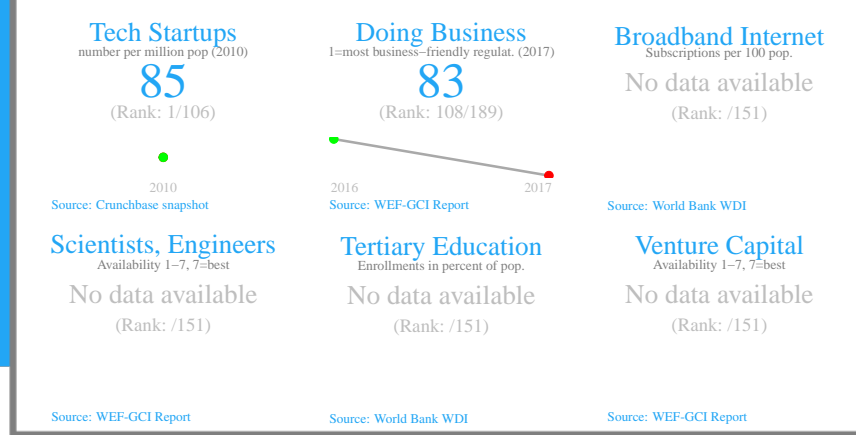 Tech Startups
number per million pop (2010)
85
(Rank: 1/106)
2010
Source: Crunchbase snapshot
Doing Business
1=most business−friendly regulat. (2017)
83
(Rank: 108/189)
2016
2017
Source: WEF-GCI Report
Broadband Internet
Subscriptions per 100 pop.
No data available
(Rank: /151)
Source: World Bank WDI
Scientists, Engineers
Availability 1−7, 7=best
No data available
(Rank: /151)
Source: WEF-GCI Report
Tertiary Education
Enrollments in percent of pop.
No data available
(Rank: /151)
Source: World Bank WDI
Venture Capital
Availability 1−7, 7=best
No data available
(Rank: /151)
Source: WEF-GCI Report